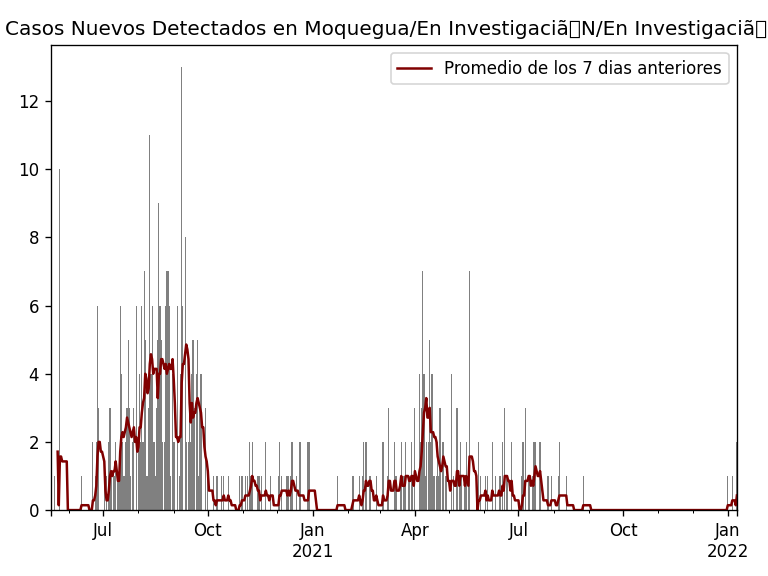 Casos Nuevos Detectados en Moquegua/En Investigaciã▯N/En Investigaciã▯
Promedio de los 7 dias anteriores
12
10
8
6
4
2
0
Jul Oct Jan Apr Jul Oct Jan
2021 2022